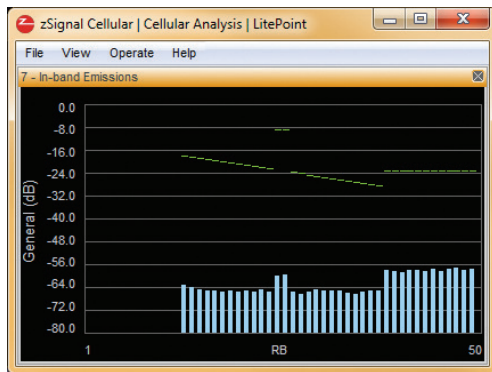 zSignal Cellular | Cellular Analysis | LitePoint
File View Operate Help
7 - In-band Emissions
General (dB)
0.0
-8.0
-16.0
-24.0
-32.0
-40.0
-48.0
-56.0
-64.0
-72.0
-80.0
1 RB 50